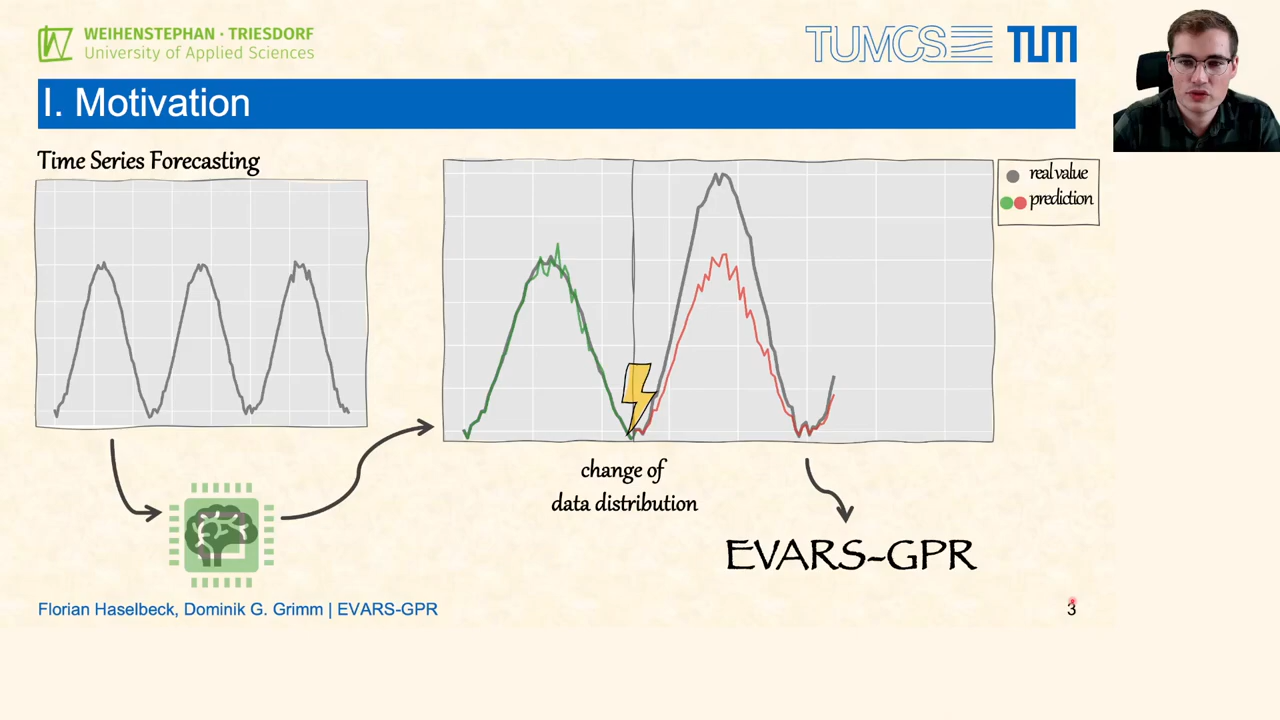 WEIHENSTEPHAN · TRIESDORF
University of Applied Sciences
TUMCS
TUM
I. Motivation
Time Series Forecasting
real value
prediction
change of
data distribution
EVARS-GPR
Florian Haselbeck, Dominik G. Grimm | EVARS-GPR
3